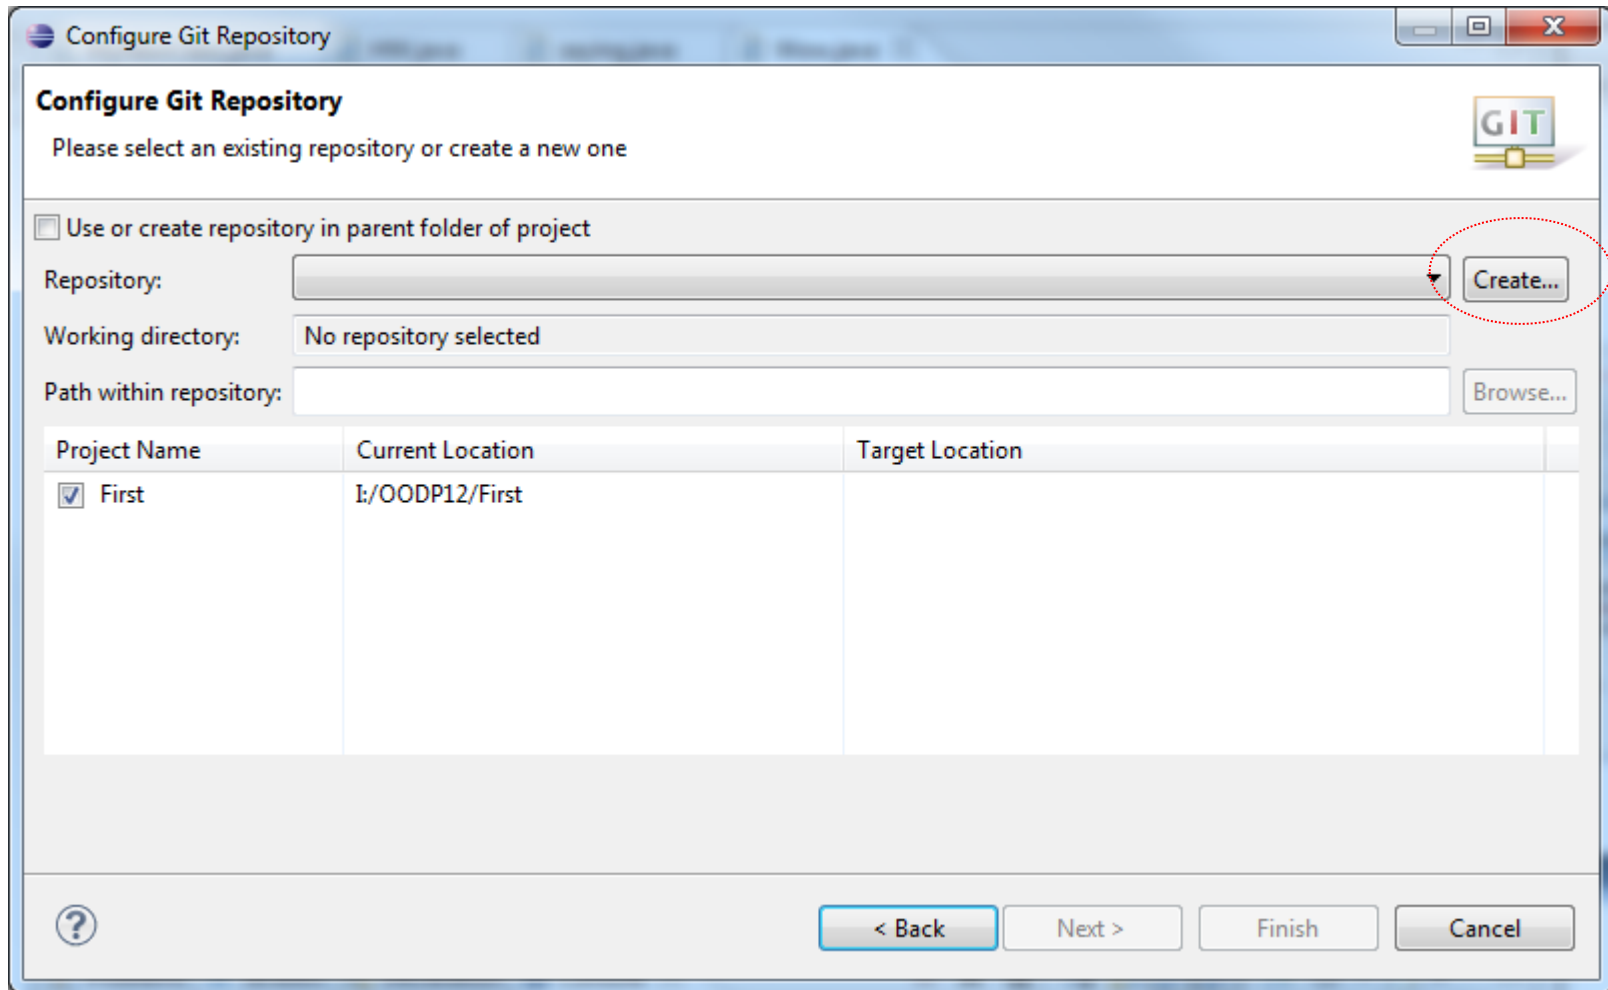 Configure Git Repository
Configure Git Repository
GIT
Please select an existing repository or create a new one
Use or create repository in parent folder of project
Repository: Create...
Working directory: No repository selected
Path within repository: Browse...
Project Name Current Location Target Location
First I:/OODP12/First
? < Back Next > Finish Cancel